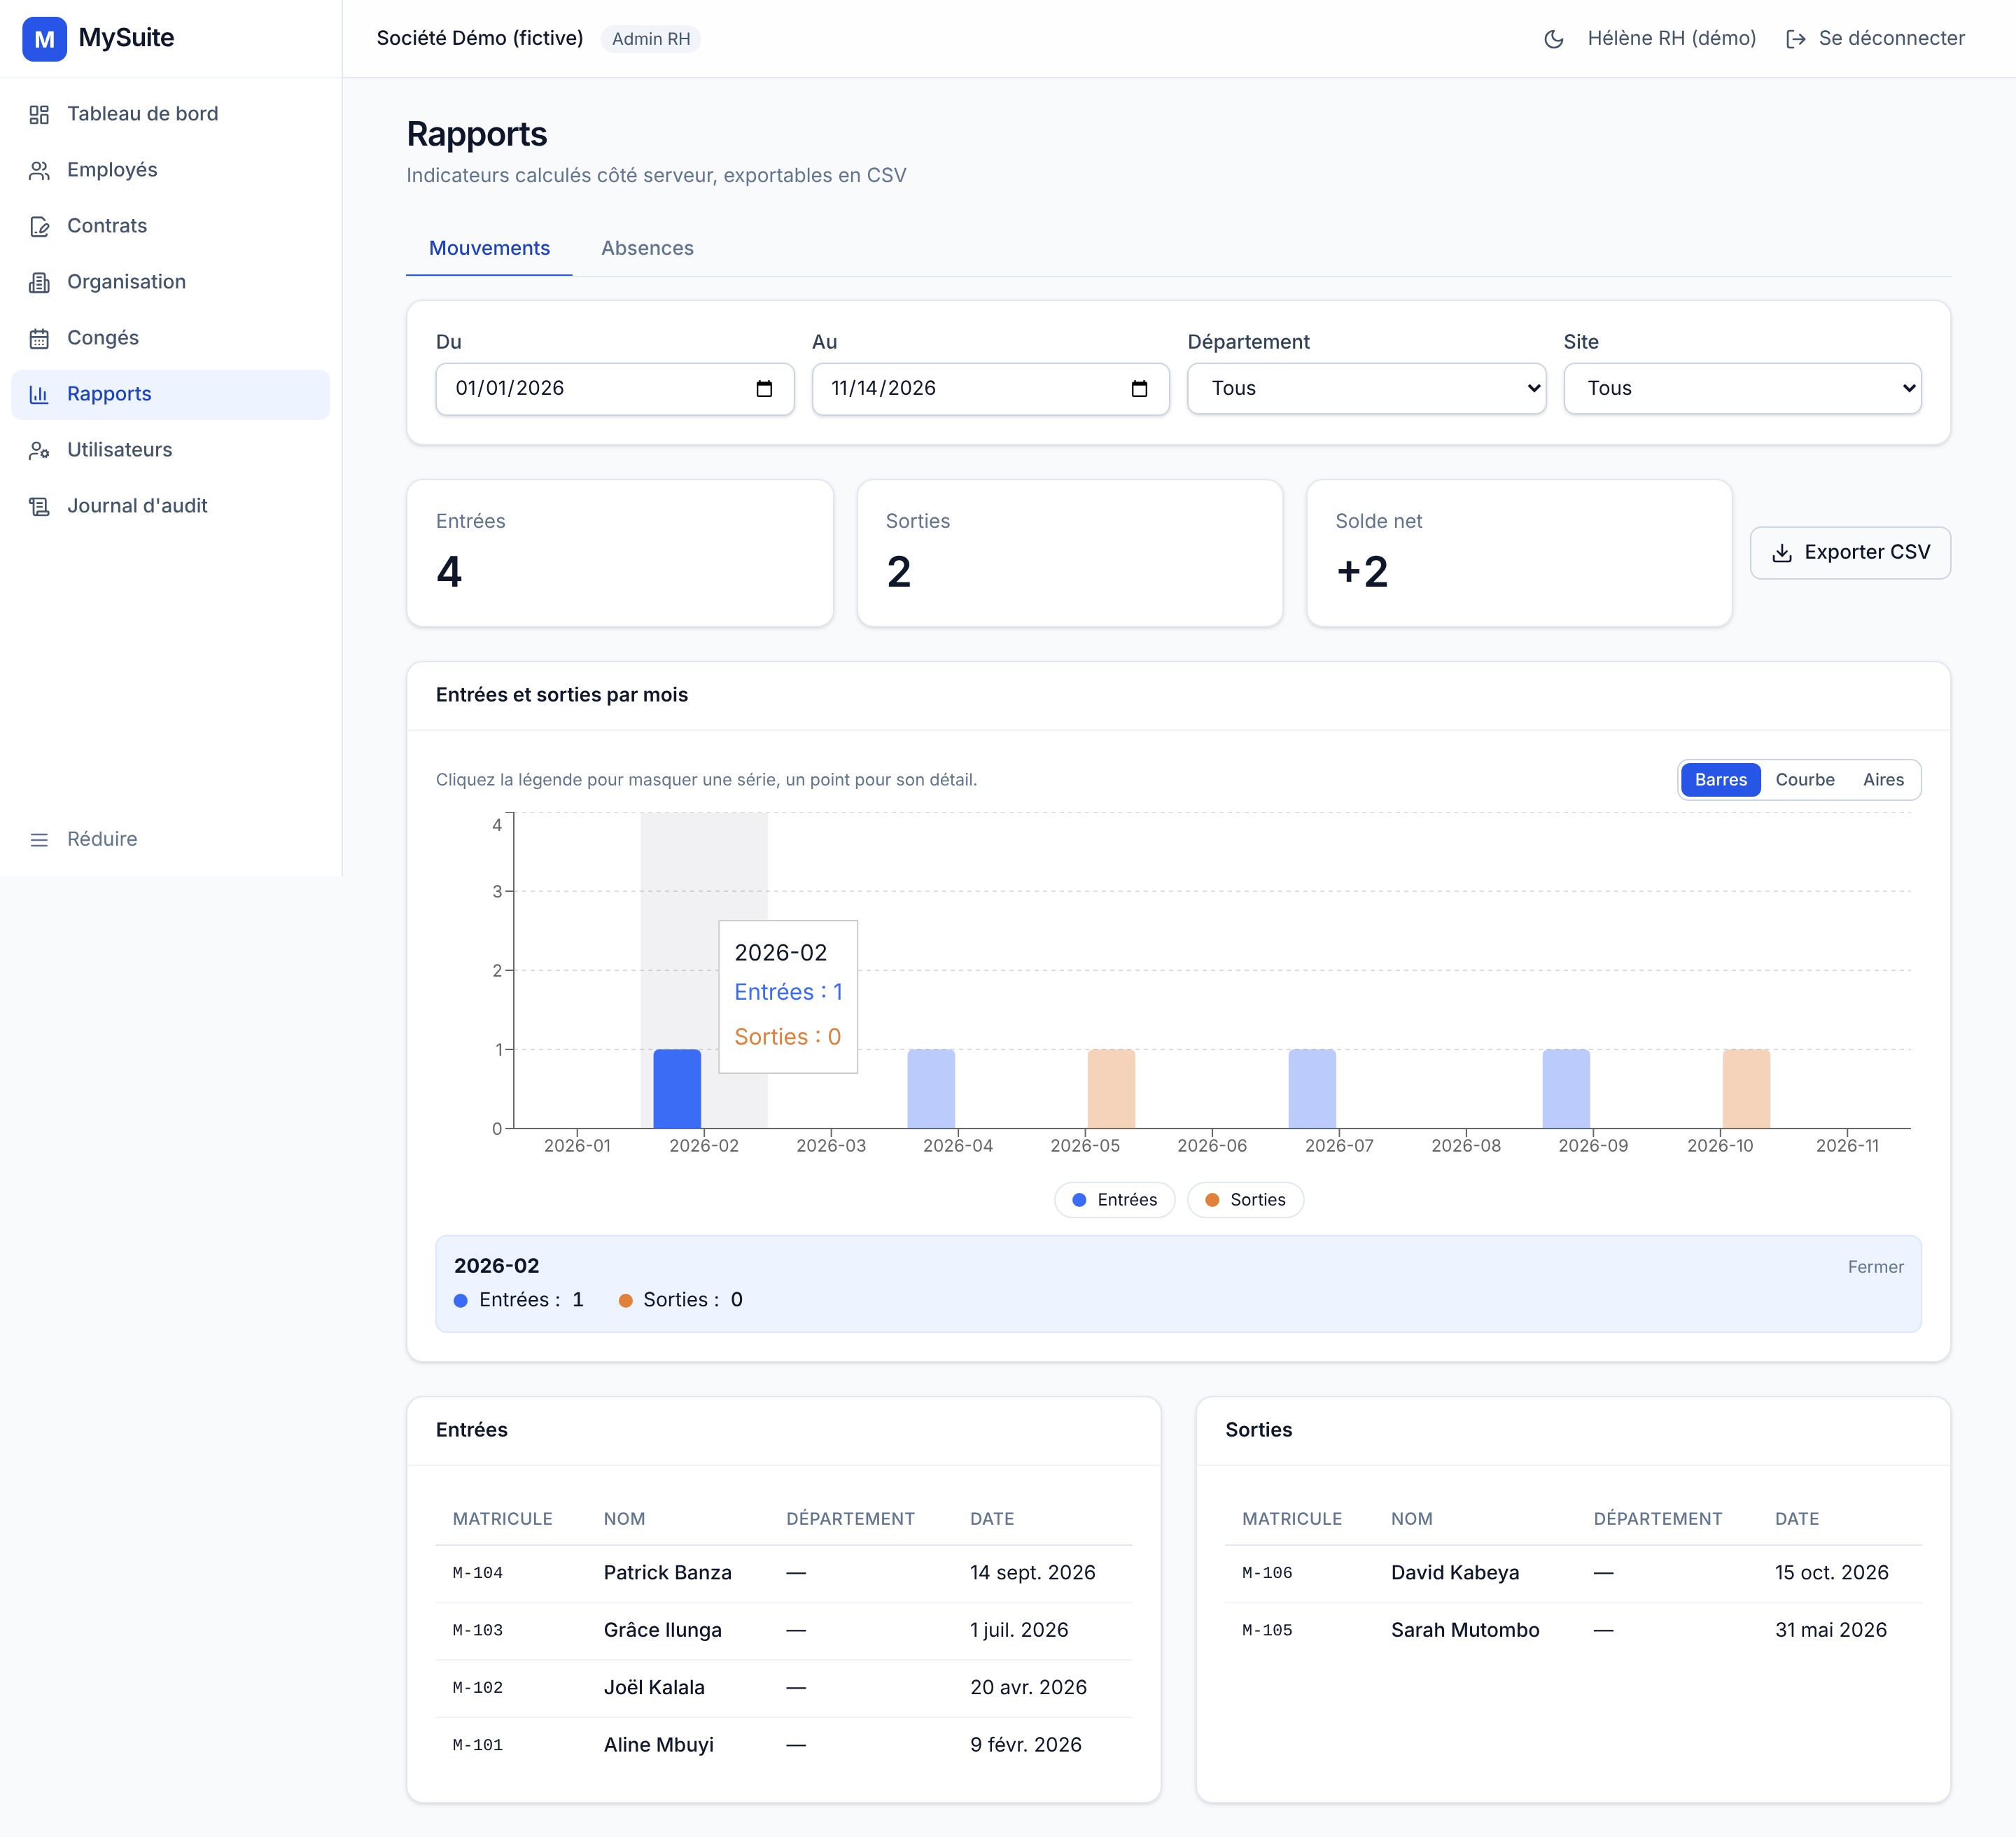 M MySuite
Société Démo (fictive) Admin RH Hélène RH (démo) Se déconnecter
Tableau de bord
Employés
Contrats
Organisation
Congés
Rapports
Utilisateurs
Journal d'audit
Réduire
Rapports
Indicateurs calculés côté serveur, exportables en CSV
Mouvements Absences
Du Au Département Site
01/01/2026 11/14/2026 Tous Tous
Entrées Sorties Solde net
4 2 +2
Exporter CSV
Entrées et sorties par mois
Cliquez la légende pour masquer une série, un point pour son détail.
Barres Courbe Aires
4
3
2
1
0
2026-02
Entrées : 1
Sorties : 0
2026-01 2026-02 2026-03 2026-04 2026-05 2026-06 2026-07 2026-08 2026-09 2026-10 2026-11
Entrées Sorties
2026-02 Fermer
Entrées : 1 Sorties : 0
Entrées
MATRICULE NOM DÉPARTEMENT DATE
M-104 Patrick Banza — 14 sept. 2026
M-103 Grâce Ilunga — 1 juil. 2026
M-102 Joël Kalala — 20 avr. 2026
M-101 Aline Mbuyi — 9 févr. 2026
Sorties
MATRICULE NOM DÉPARTEMENT DATE
M-106 David Kabeya — 15 oct. 2026
M-105 Sarah Mutombo — 31 mai 2026